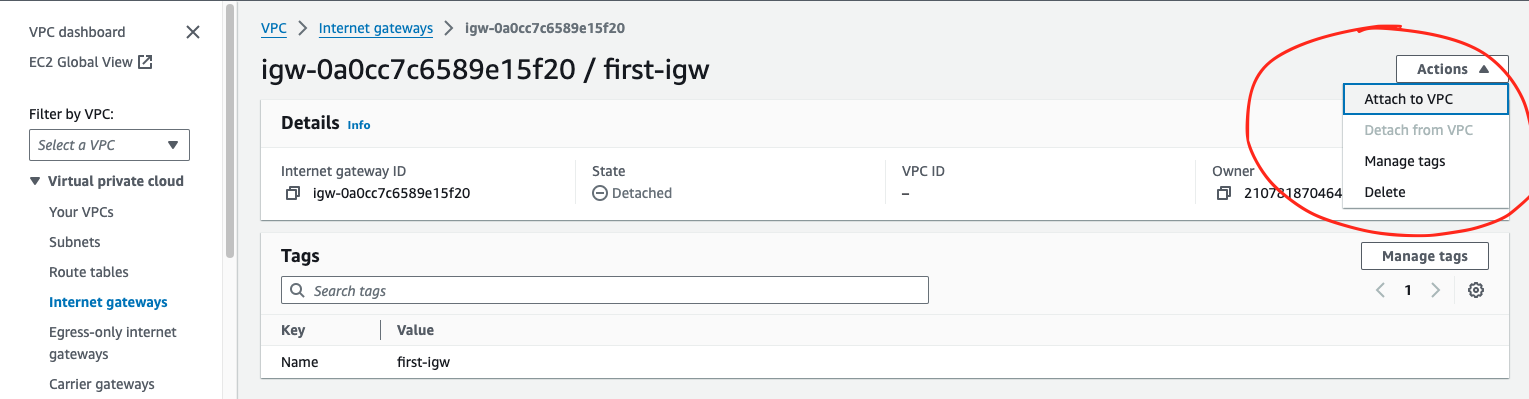 VPC dashboard
EC2 Global View
Filter by VPC:
Select a VPC
Virtual private cloud
Your VPCs
Subnets
Route tables
Internet gateways
Egress-only internet
gateways
Carrier gateways
VPC > Internet gateways > igw-0a0cc7c6589e15f20
igw-0a0cc7c6589e15f20 / first-igw
Actions
Attach to VPC
Detach from VPC
Manage tags
Delete
Details Info
Internet gateway ID
igw-0a0cc7c6589e15f20
State
Detached
VPC ID
–
Owner
210781870464
Tags
Manage tags
Search tags
1
Key Value
Name first-igw